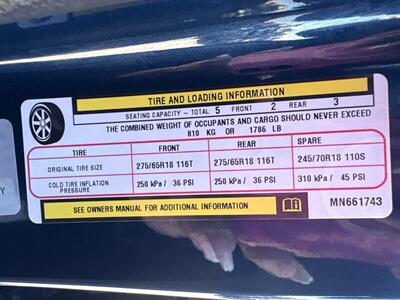 TIRE AND LOADING INFORMATION
SEATING CAPACITY - TOTAL 5 FRONT 2 REAR 3
THE COMBINED WEIGHT OF OCCUPANTS AND CARGO SHOULD NEVER EXCEED
810 KG OR 1786 LB
TIRE FRONT REAR SPARE
ORIGINAL TIRE SIZE 275/65R18 116T 275/65R18 116T 245/70R18 110S
COLD TIRE INFLATION PRESSURE 250 kPa / 36 PSI 250 kPa / 36 PSI 310 kPa / 45 PSI
SEE OWNERS MANUAL FOR ADDITIONAL INFORMATION MN661743
Y